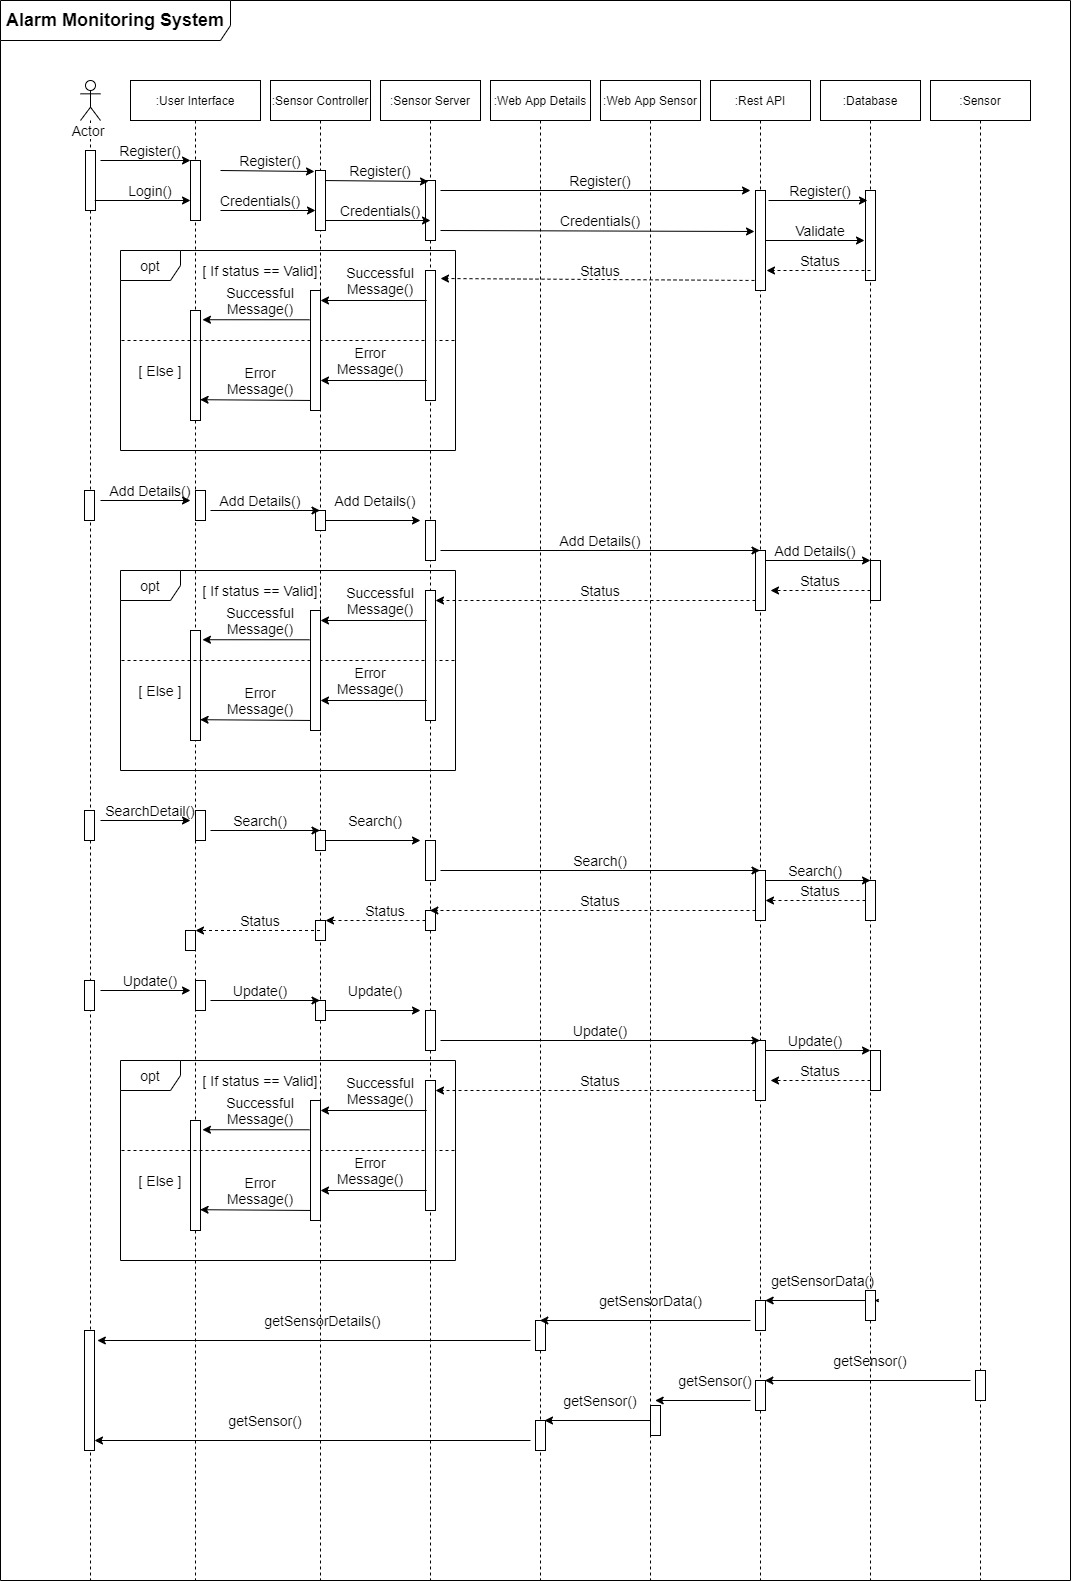 Alarm Monitoring System
Actor
:User Interface
:Sensor Controller
:Sensor Server
:Web App Details
:Web App Sensor
:Rest API
:Database
:Sensor
Register()
Register()
Register()
Register()
Register()
Login()
Credentials()
Credentials()
Credentials()
Validate
Status
Status
opt
[ If status == Valid]
Successful
Message()
Successful
Message()
[ Else ]
Error
Message()
Error
Message()
Add Details()
Add Details()
Add Details()
Add Details()
Add Details()
Status
Status
opt
[ If status == Valid]
Successful
Message()
Successful
Message()
[ Else ]
Error
Message()
Error
Message()
SearchDetail()
Search()
Search()
Search()
Search()
Status
Status
Status
Status
Update()
Update()
Update()
Update()
Update()
Status
Status
opt
[ If status == Valid]
Successful
Message()
Successful
Message()
[ Else ]
Error
Message()
Error
Message()
getSensorData()
getSensorData()
getSensorDetails()
getSensor()
getSensor()
getSensor()
getSensor()